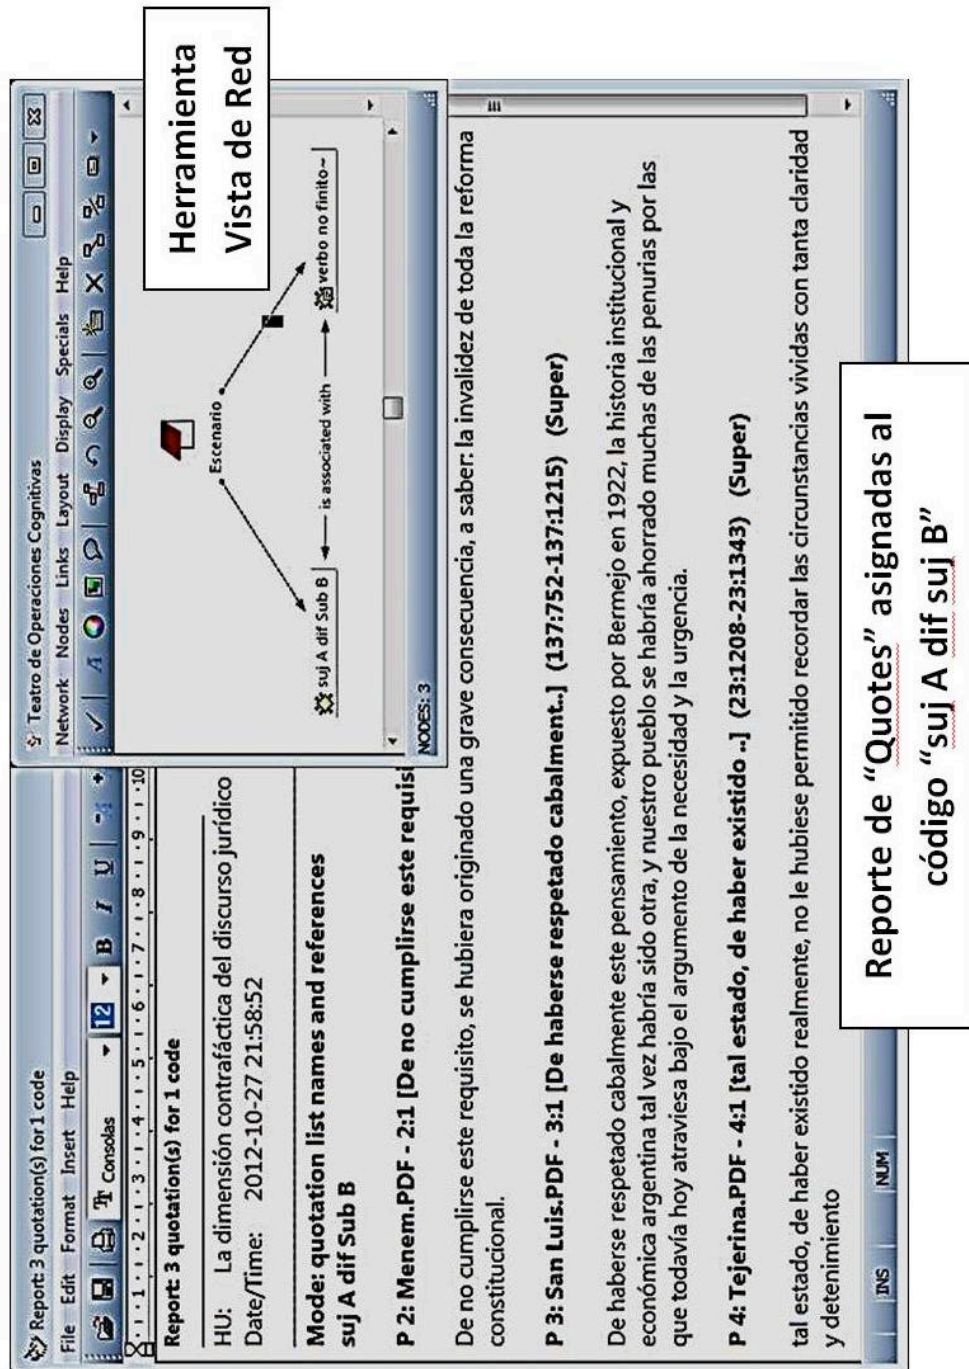 Report: 3 quotation(s) for 1 code
File Edit Format Insert Help
Consolas 12 B I U
1 2 3 4 5 6 7 8 9 10
Report: 3 quotation(s) for 1 code
HU: La dimensión contrafáctica del discurso jurídico
Date/Time: 2012-10-27 21:58:52
Mode: quotation list names and references
suj A dif Sub B
P 2: Menem.PDF - 2:1 [De no cumplirse este requisi
De no cumplirse este requisito, se hubiera originado una grave consecuencia, a saber: la invalidez de toda la reforma
constitucional.
P 3: San Luis.PDF - 3:1 [De haberse respetado cabalment..] (137:752-137:1215) (Super)
De haberse respetado cabalmente este pensamiento, expuesto por Bermejo en 1922, la historia institucional y
económica argentina tal vez habría sido otra, y nuestro pueblo se habría ahorrado muchas de las penurias por las
que todavía hoy atraviesa bajo el argumento de la necesidad y la urgencia.
P 4: Tejerina.PDF - 4:1 [tal estado, de haber existido ..] (23:1208-23:1343) (Super)
tal estado, de haber existido realmente, no le hubiese permitido recordar las circunstancias vividas con tanta claridad
y detenimiento
INS NUM
Teatro de Operaciones Cognitivas
Network Nodes Links Layout Display Specials Help
Escenario
suj A dif Sub B
is associated with
verbo no finito~
NODES: 3
Herramienta
Vista de Red
Reporte de “Quotes” asignadas al
código “suj A dif suj B”